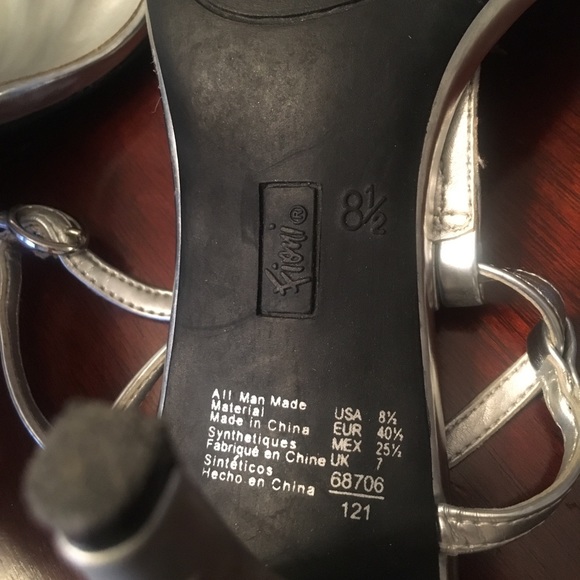 8½
Fioni®
All Man Made
Material
Made in China
Synthetiques
Fabriqué en Chine
Sintéticos
Hecho en China
USA 8½
EUR 40½
MEX 25½
UK 7
68706
121